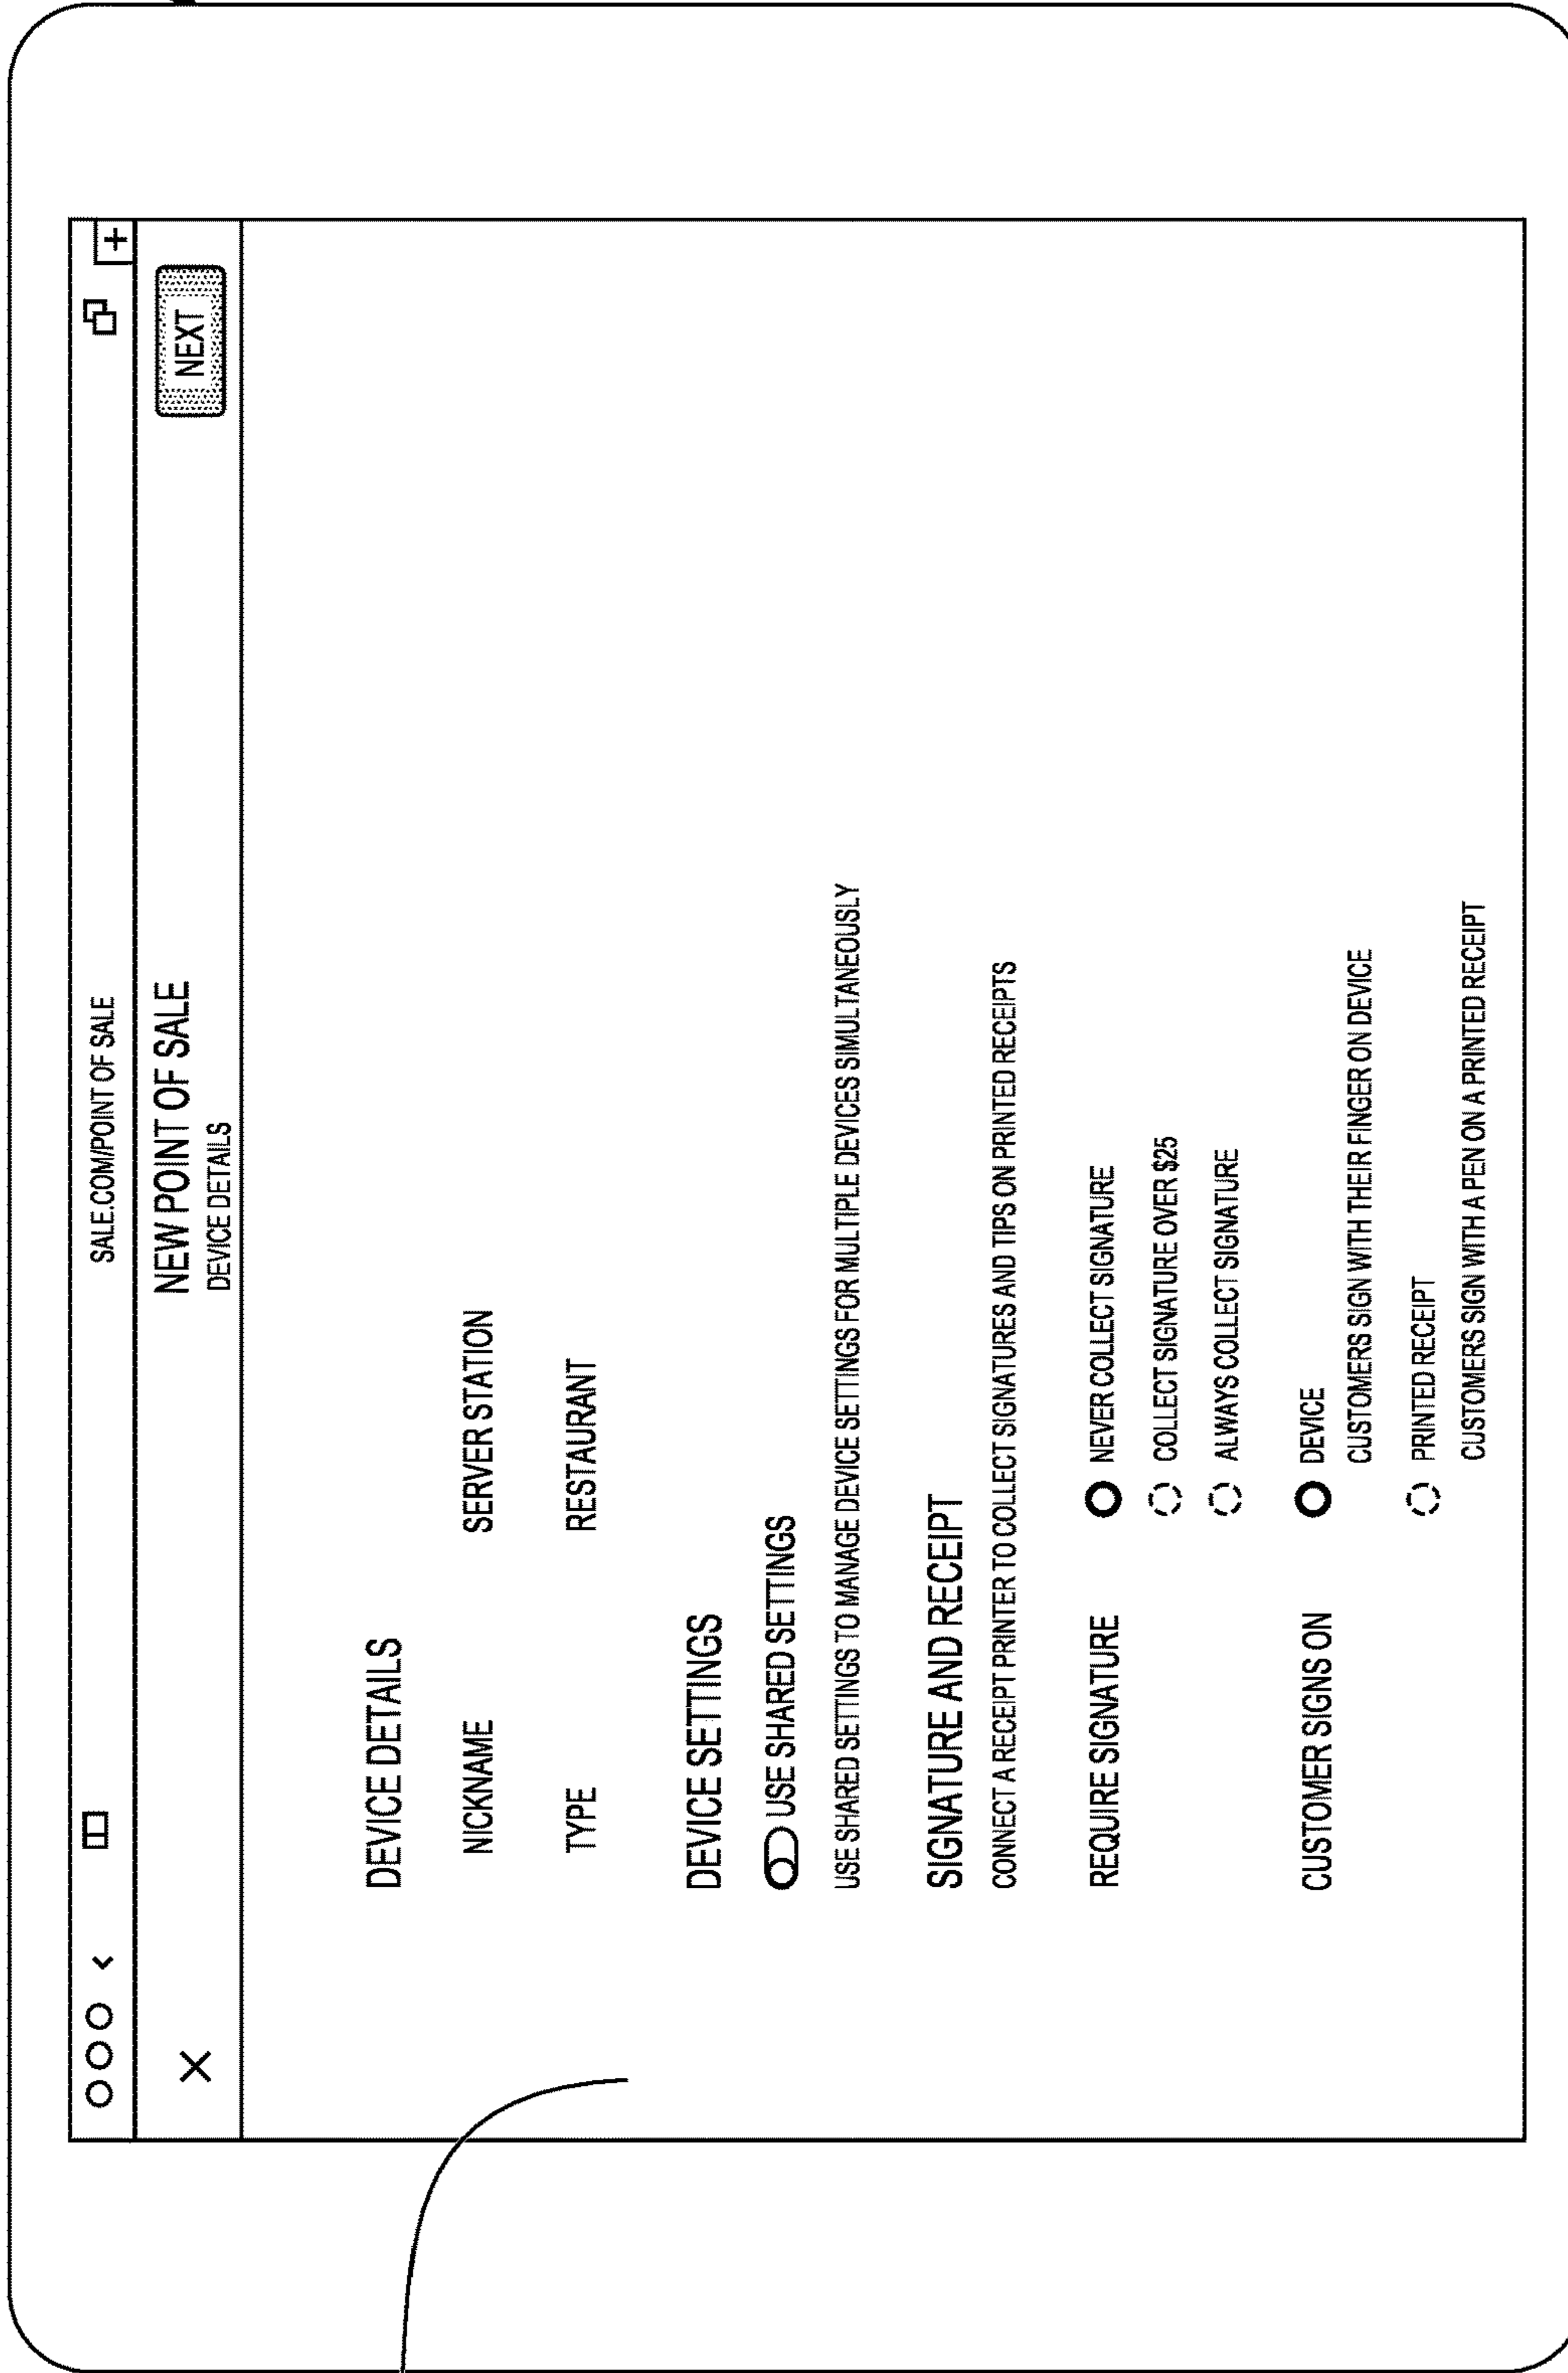 SALE.COM/POINT OF SALE
NEW POINT OF SALE
NEXT
DEVICE DETAILS
DEVICE DETAILS
NICKNAME SERVER STATION
TYPE RESTAURANT
DEVICE SETTINGS
USE SHARED SETTINGS
USE SHARED SETTINGS TO MANAGE DEVICE SETTINGS FOR MULTIPLE DEVICES SIMULTANEOUSLY
SIGNATURE AND RECEIPT
CONNECT A RECEIPT PRINTER TO COLLECT SIGNATURES AND TIPS ON PRINTED RECEIPTS
REQUIRE SIGNATURE NEVER COLLECT SIGNATURE
COLLECT SIGNATURE OVER $25
ALWAYS COLLECT SIGNATURE
CUSTOMER SIGNS ON DEVICE
CUSTOMERS SIGN WITH THEIR FINGER ON DEVICE
PRINTED RECEIPT
CUSTOMERS SIGN WITH A PEN ON A PRINTED RECEIPT